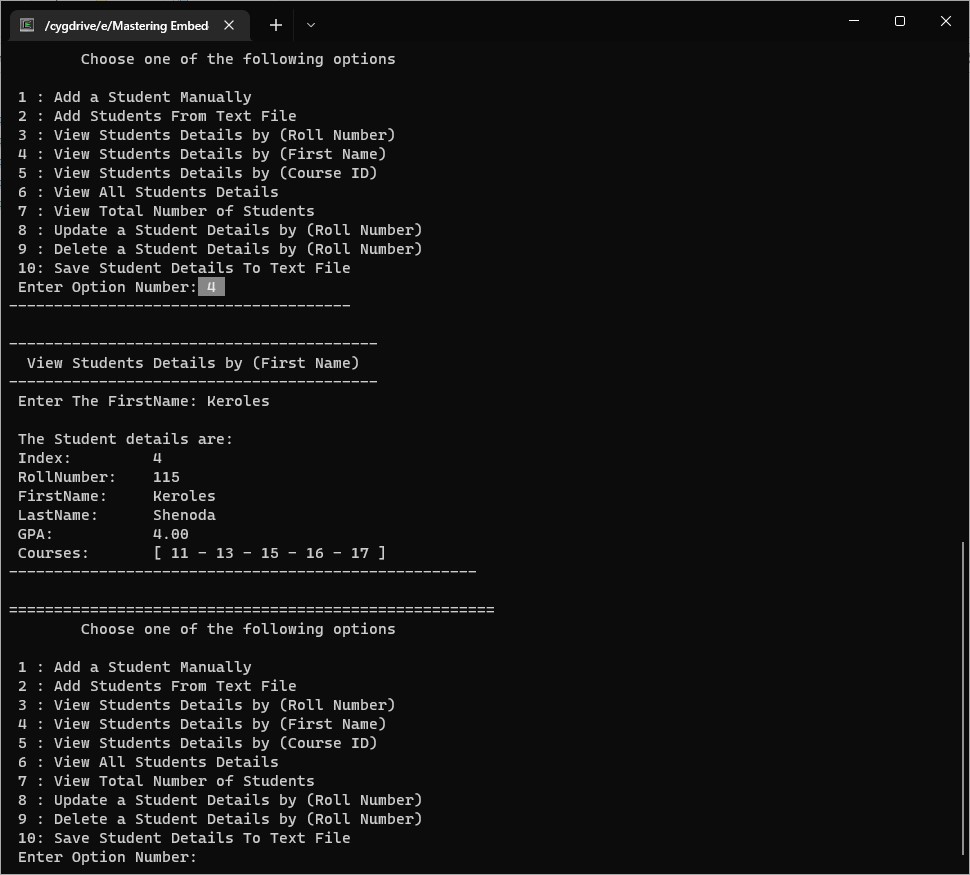 /cygdrive/e/Mastering Embed
Choose one of the following options
1 : Add a Student Manually
2 : Add Students From Text File
3 : View Students Details by (Roll Number)
4 : View Students Details by (First Name)
5 : View Students Details by (Course ID)
6 : View All Students Details
7 : View Total Number of Students
8 : Update a Student Details by (Roll Number)
9 : Delete a Student Details by (Roll Number)
10: Save Student Details To Text File
Enter Option Number: 4
--------------------------------------
-----------------------------------------
View Students Details by (First Name)
-----------------------------------------
Enter The FirstName: Keroles
The Student details are:
Index: 4
RollNumber: 115
FirstName: Keroles
LastName: Shenoda
GPA: 4.00
Courses: [ 11 - 13 - 15 - 16 - 17 ]
----------------------------------------------------
======================================================
Choose one of the following options
1 : Add a Student Manually
2 : Add Students From Text File
3 : View Students Details by (Roll Number)
4 : View Students Details by (First Name)
5 : View Students Details by (Course ID)
6 : View All Students Details
7 : View Total Number of Students
8 : Update a Student Details by (Roll Number)
9 : Delete a Student Details by (Roll Number)
10: Save Student Details To Text File
Enter Option Number: